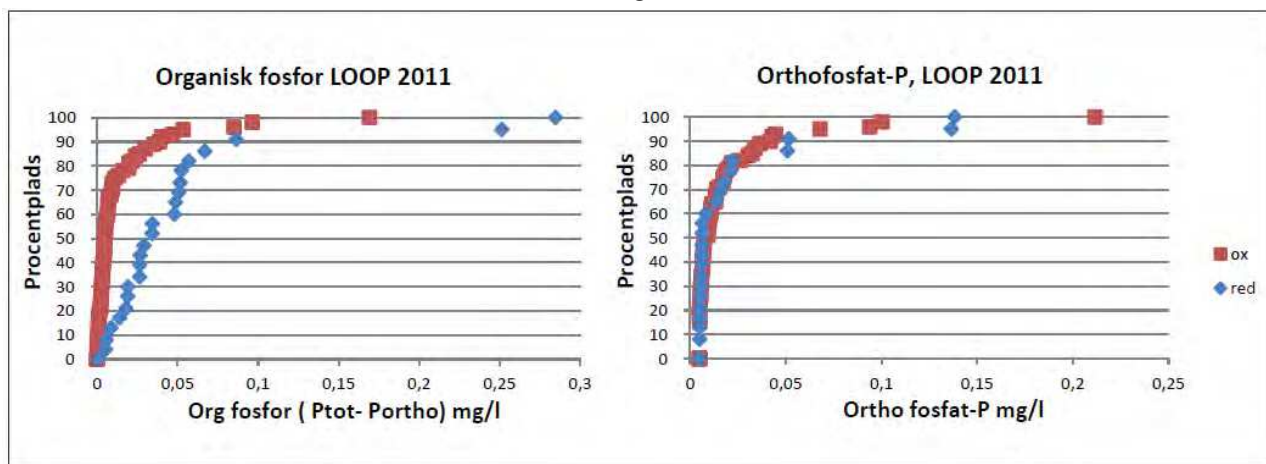 Organisk fosfor LOOP 2011
Procentplads
100
90
80
70
60
50
40
30
20
10
0
0 0,05 0,1 0,15 0,2 0,25 0,3
Org fosfor ( Ptot- Portho) mg/l
Orthofosfat-P, LOOP 2011
Procentplads
100
90
80
70
60
50
40
30
20
10
0
0 0,05 0,1 0,15 0,2 0,25
Ortho fosfat-P mg/l
ox
red